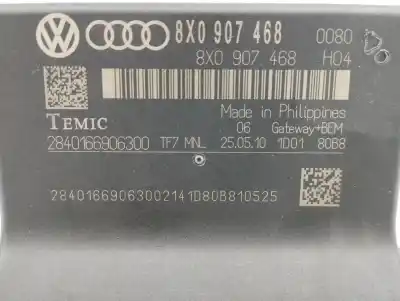 8X0 907 468 0080
8X0 907 468 H04
Made in Philippines
TEMIC 06 Gateway+BEM
2840166906300 TF7 MNL 25.05.10 1D01 80B8
28401669063002141D80B810525